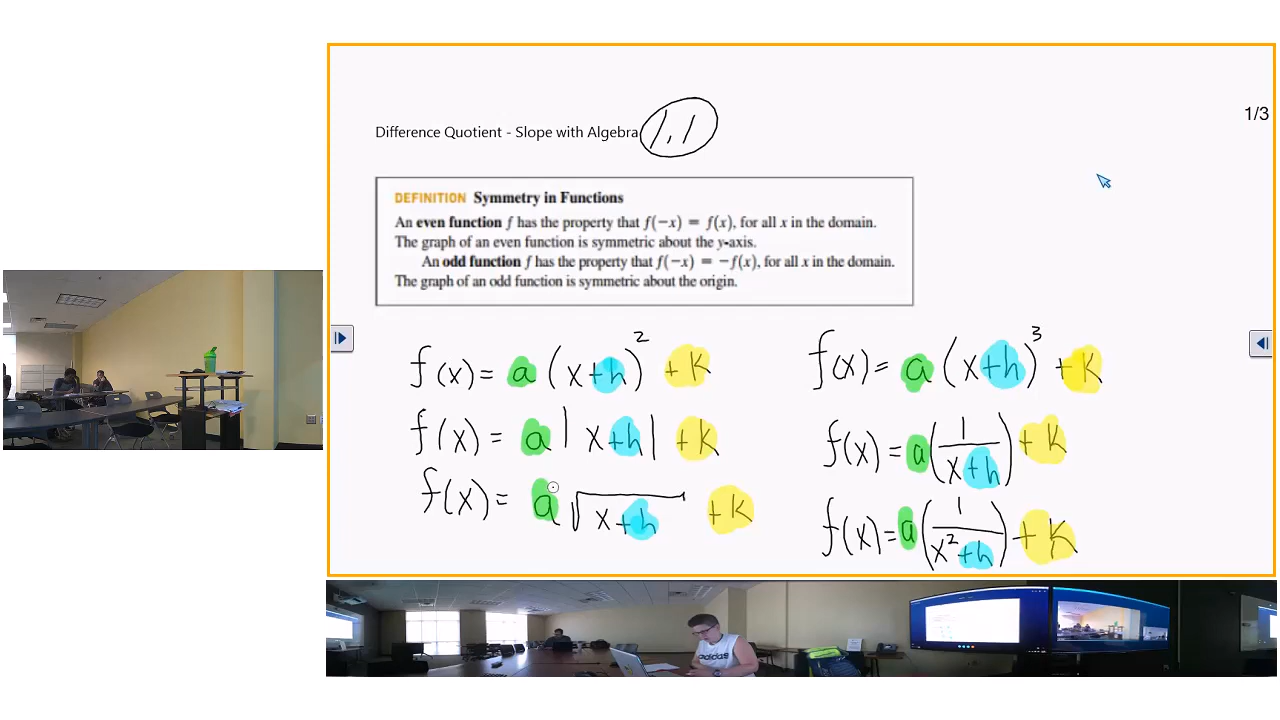 1/3
Difference Quotient - Slope with Algebra 1.1
DEFINITION Symmetry in Functions
An even function f has the property that f(−x) = f(x), for all x in the domain.
The graph of an even function is symmetric about the y-axis.
An odd function f has the property that f(−x) = −f(x), for all x in the domain.
The graph of an odd function is symmetric about the origin.
f(x) = a(x+h)² + k
f(x) = a|x+h| + k
f(x) = a√(x+h) + k
f(x) = a(x+h)³ + k
f(x) = a(1/(x+h)) + k
f(x) = a(1/(x²+h)) + k
adidas